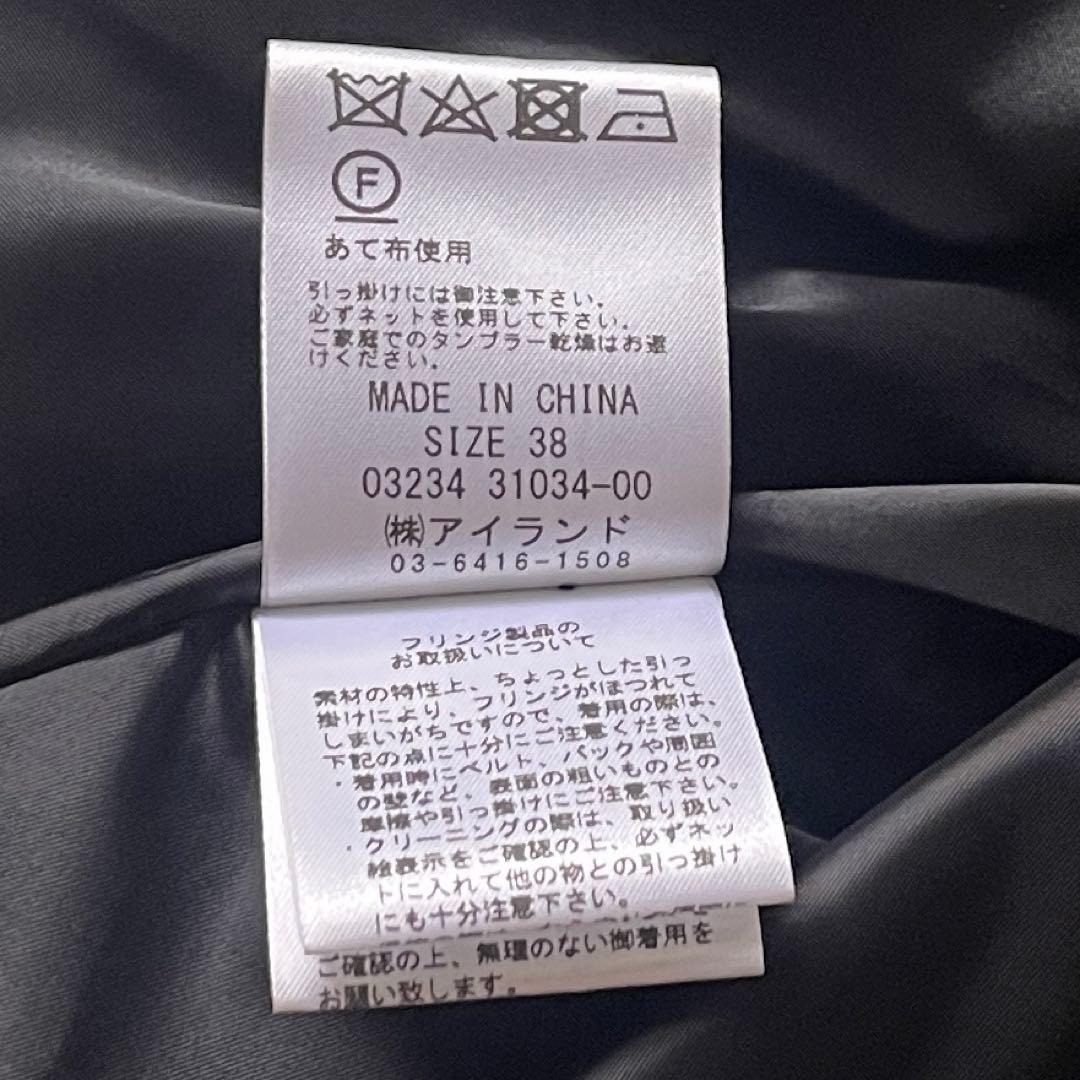 F
あて布使用
引っ掛けには御注意下さい.
必ずネットを使用して下さい.
ご家庭でのタンブラー乾燥はお避
けください.
MADE IN CHINA
SIZE 38
03234 31034-00
㈱アイランド
03-6416-1508
フリンジ製品の
お取扱いについて
素材の特性上、ちょっとした引っ
掛けにより、フリンジがほつれて
しまいがちですので、着用の際は、
下記の点に十分にご注意ください。
・着用時にベルト、バックや周囲
の壁など、表面の粗いものとの
摩擦や引っ掛けにご注意下さい。
・クリーニングの際は、取り扱い
絵表示をご確認の上、必ずネッ
トに入れて他の物との引っ掛け
にも十分注意下さい。
ご確認の上、無理のない御着用を
お願い致します。